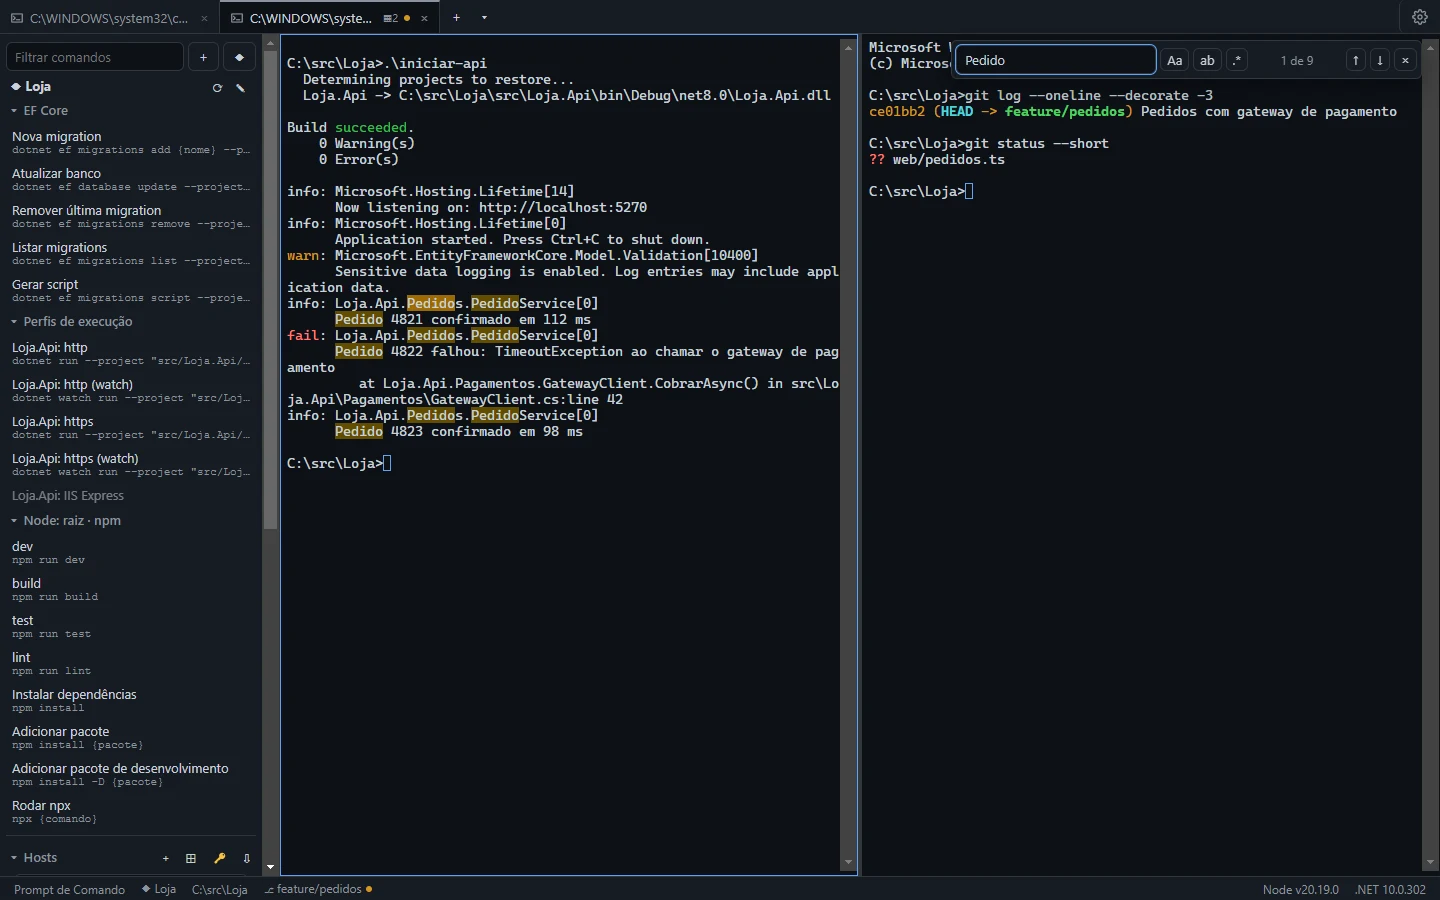 C:\WINDOWS\system32\c...
C:\WINDOWS\syste... 2
Filtrar comandos
Loja
EF Core
Nova migration
dotnet ef migrations add {nome} --p...
Atualizar banco
dotnet ef database update --project...
Remover última migration
dotnet ef migrations remove --proje...
Listar migrations
dotnet ef migrations list --project...
Gerar script
dotnet ef migrations script --proje...
Perfis de execução
Loja.Api: http
dotnet run --project "src/Loja.Api/...
Loja.Api: http (watch)
dotnet watch run --project "src/Loj...
Loja.Api: https
dotnet run --project "src/Loja.Api/...
Loja.Api: https (watch)
dotnet watch run --project "src/Loj...
Loja.Api: IIS Express
Node: raiz · npm
dev
npm run dev
build
npm run build
test
npm run test
lint
npm run lint
Instalar dependências
npm install
Adicionar pacote
npm install {pacote}
Adicionar pacote de desenvolvimento
npm install -D {pacote}
Rodar npx
npx {comando}
Hosts
C:\src\Loja>.\iniciar-api
Determining projects to restore...
Loja.Api -> C:\src\Loja\src\Loja.Api\bin\Debug\net8.0\Loja.Api.dll
Build succeeded.
0 Warning(s)
0 Error(s)
info: Microsoft.Hosting.Lifetime[14]
Now listening on: http://localhost:5270
info: Microsoft.Hosting.Lifetime[0]
Application started. Press Ctrl+C to shut down.
warn: Microsoft.EntityFrameworkCore.Model.Validation[10400]
Sensitive data logging is enabled. Log entries may include appl
ication data.
info: Loja.Api.Pedidos.PedidoService[0]
Pedido 4821 confirmado em 112 ms
fail: Loja.Api.Pedidos.PedidoService[0]
Pedido 4822 falhou: TimeoutException ao chamar o gateway de pag
amento
at Loja.Api.Pagamentos.GatewayClient.CobrarAsync() in src\Lo
ja.Api\Pagamentos\GatewayClient.cs:line 42
info: Loja.Api.Pedidos.PedidoService[0]
Pedido 4823 confirmado em 98 ms
C:\src\Loja>
Microsoft
(c) Micros
Pedido
Aa ab .* 1 de 9
C:\src\Loja>git log --oneline --decorate -3
ce01bb2 (HEAD -> feature/pedidos) Pedidos com gateway de pagamento
C:\src\Loja>git status --short
?? web/pedidos.ts
C:\src\Loja>
Prompt de Comando Loja C:\src\Loja feature/pedidos Node v20.19.0 .NET 10.0.302